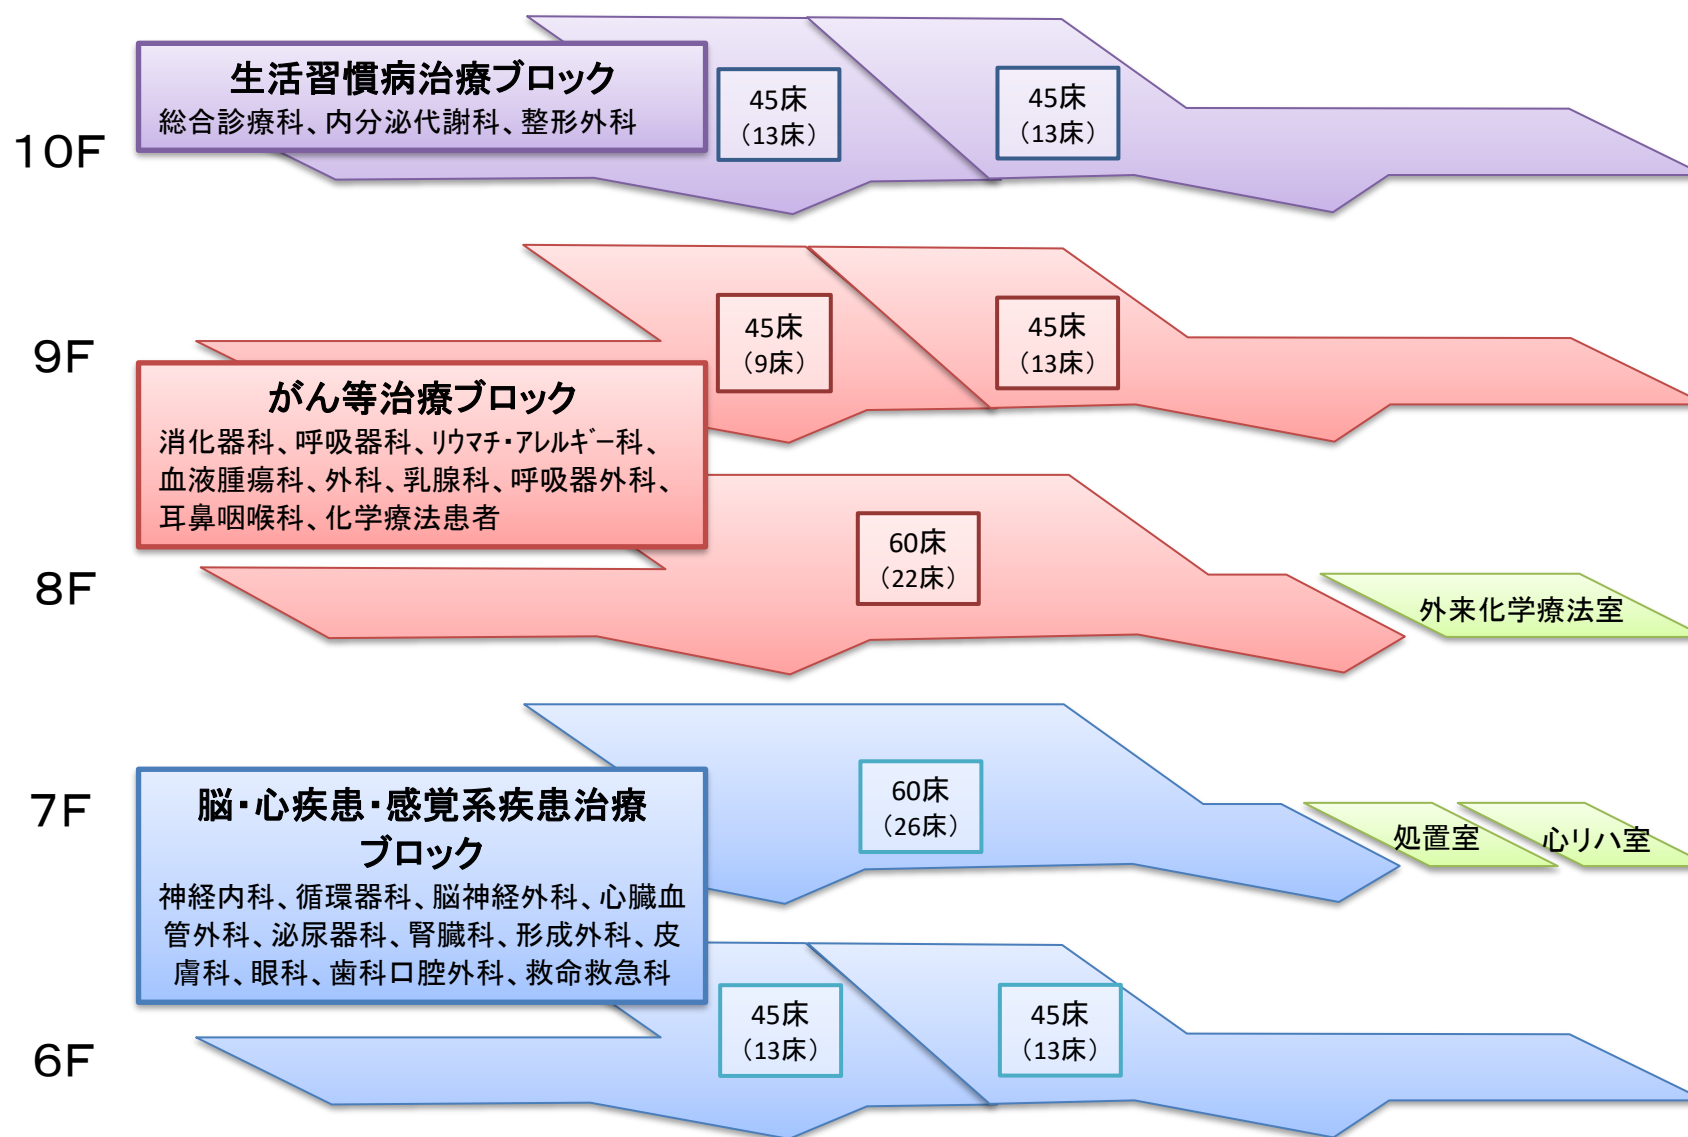 生活習慣病治療ブロック
総合診療科、内分泌代謝科、整形外科
10F
45床
（13床）
45床
（13床）
9F
45床
（9床）
45床
（13床）
がん等治療ブロック
消化器科、呼吸器科、ﾘｳﾏﾁ・ｱﾚﾙｷﾞｰ科、
血液腫瘍科、外科、乳腺科、呼吸器外科、
耳鼻咽喉科、化学療法患者
8F
60床
（22床）
外来化学療法室
7F
脳・心疾患・感覚系疾患治療
ブロック
神経内科、循環器科、脳神経外科、心臓血
管外科、泌尿器科、腎臓科、形成外科、皮
膚科、眼科、歯科口腔外科、救命救急科
60床
（26床）
処置室
心リハ室
6F
45床
（13床）
45床
（13床）